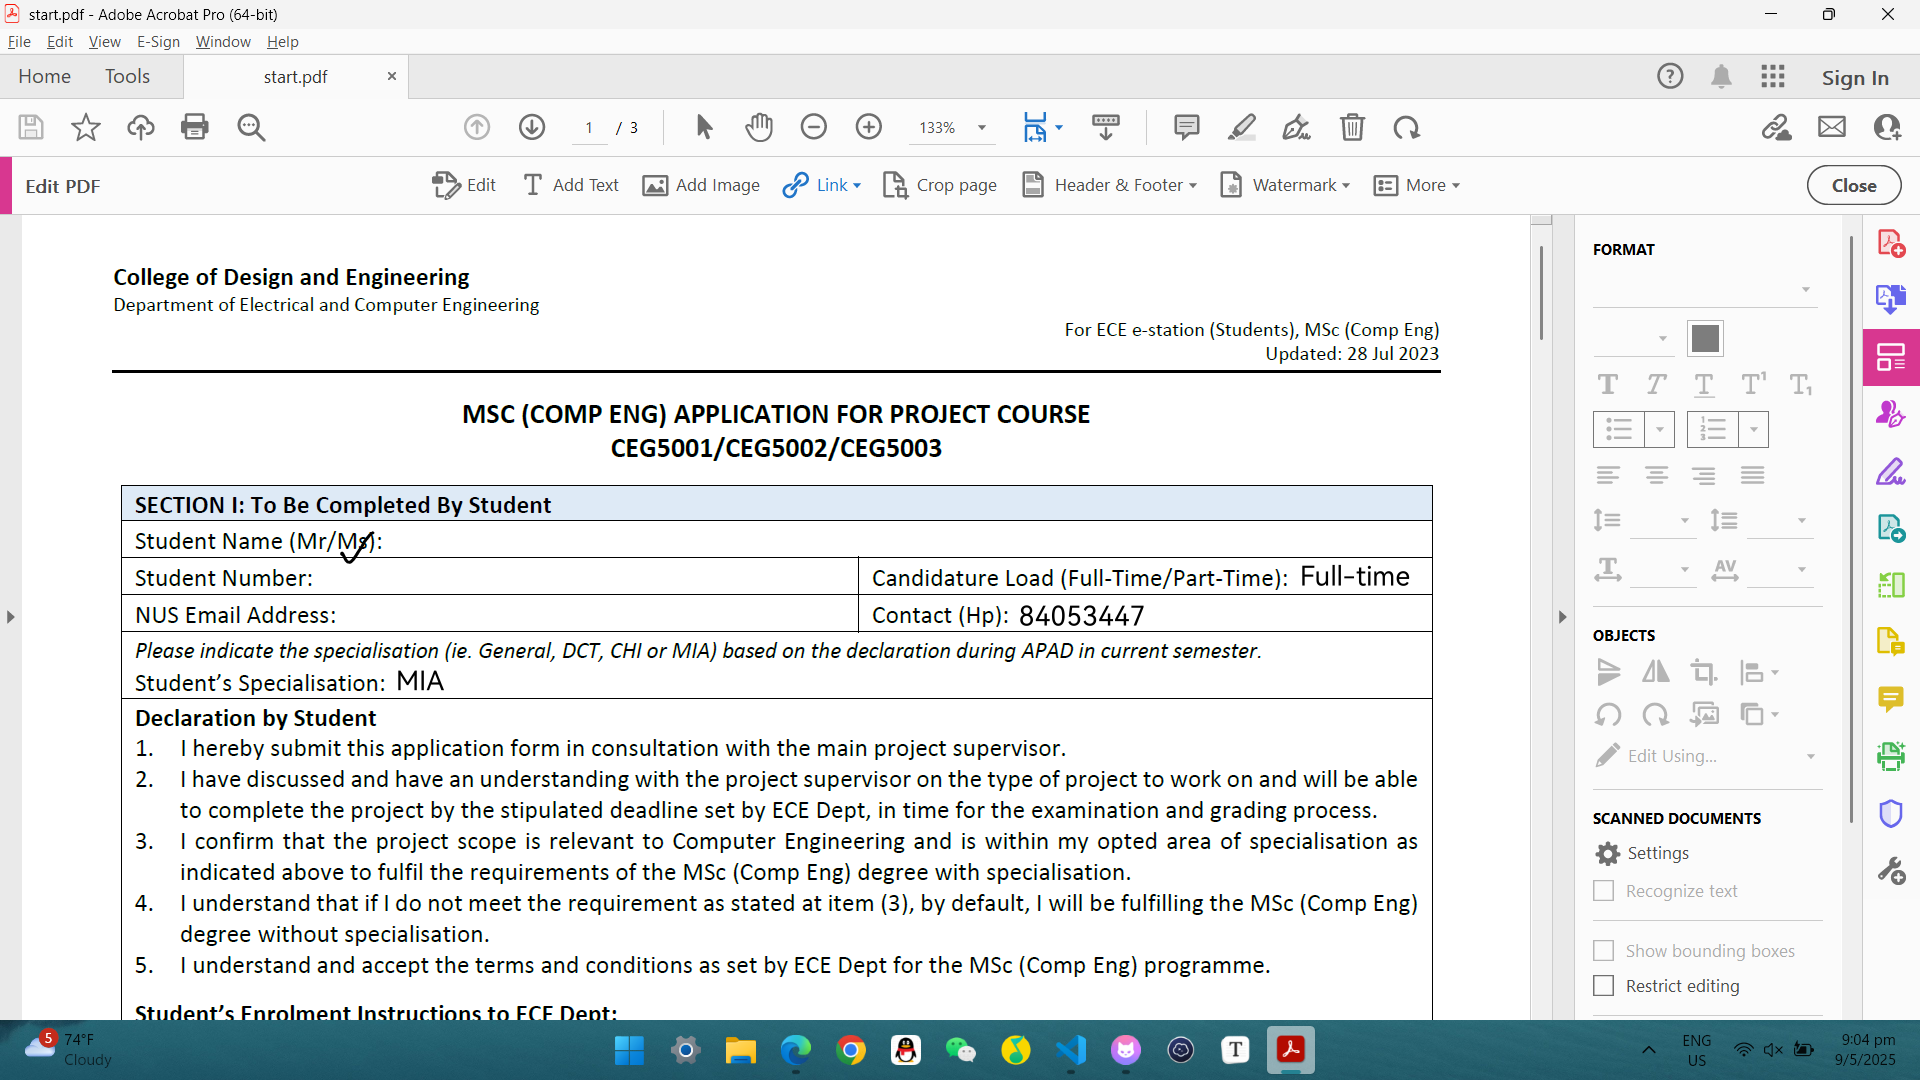 start.pdf - Adobe Acrobat Pro (64-bit)
File Edit View E-Sign Window Help
Home Tools start.pdf Sign In
1 / 3 133%
Edit PDF Edit Add Text Add Image Link Crop page Header & Footer Watermark More Close
College of Design and Engineering
Department of Electrical and Computer Engineering
For ECE e-station (Students), MSc (Comp Eng)
Updated: 28 Jul 2023
MSC (COMP ENG) APPLICATION FOR PROJECT COURSE
CEG5001/CEG5002/CEG5003
SECTION I: To Be Completed By Student
Student Name (Mr/Ms):
Student Number:
Candidature Load (Full-Time/Part-Time): Full-time
NUS Email Address:
Contact (Hp): 84053447
Please indicate the specialisation (ie. General, DCT, CHI or MIA) based on the declaration during APAD in current semester.
Student’s Specialisation: MIA
Declaration by Student
1. I hereby submit this application form in consultation with the main project supervisor.
2. I have discussed and have an understanding with the project supervisor on the type of project to work on and will be able
to complete the project by the stipulated deadline set by ECE Dept, in time for the examination and grading process.
3. I confirm that the project scope is relevant to Computer Engineering and is within my opted area of specialisation as
indicated above to fulfil the requirements of the MSc (Comp Eng) degree with specialisation.
4. I understand that if I do not meet the requirement as stated at item (3), by default, I will be fulfilling the MSc (Comp Eng)
degree without specialisation.
5. I understand and accept the terms and conditions as set by ECE Dept for the MSc (Comp Eng) programme.
Student’s Enrolment Instructions to ECE Dept:
FORMAT
OBJECTS
Edit Using...
SCANNED DOCUMENTS
Settings
Recognize text
Show bounding boxes
Restrict editing
5
74°F
Cloudy
ENG
US
9:04 pm
9/5/2025